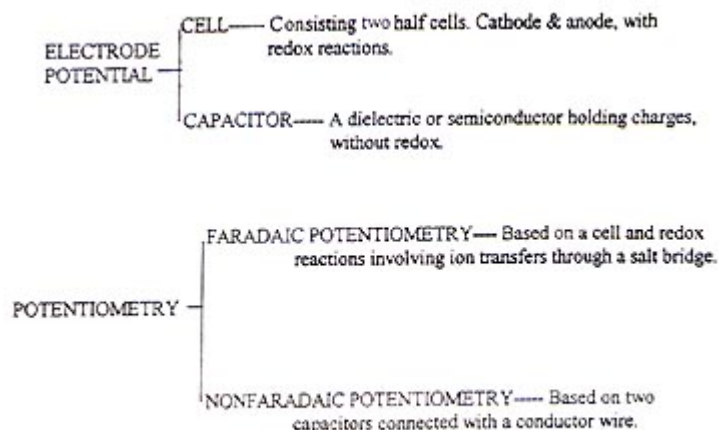 CELL---- Consisting two half cells. Cathode & anode, with
redox reactions.
ELECTRODE
POTENTIAL
CAPACITOR---- A dielectric or semiconductor holding charges,
without redox.
FARADAIC POTENTIOMETRY---- Based on a cell and redox
reactions involving ion transfers through a salt bridge.
POTENTIOMETRY
NONFARADAIC POTENTIOMETRY---- Based on two
capacitors connected with a conductor wire.